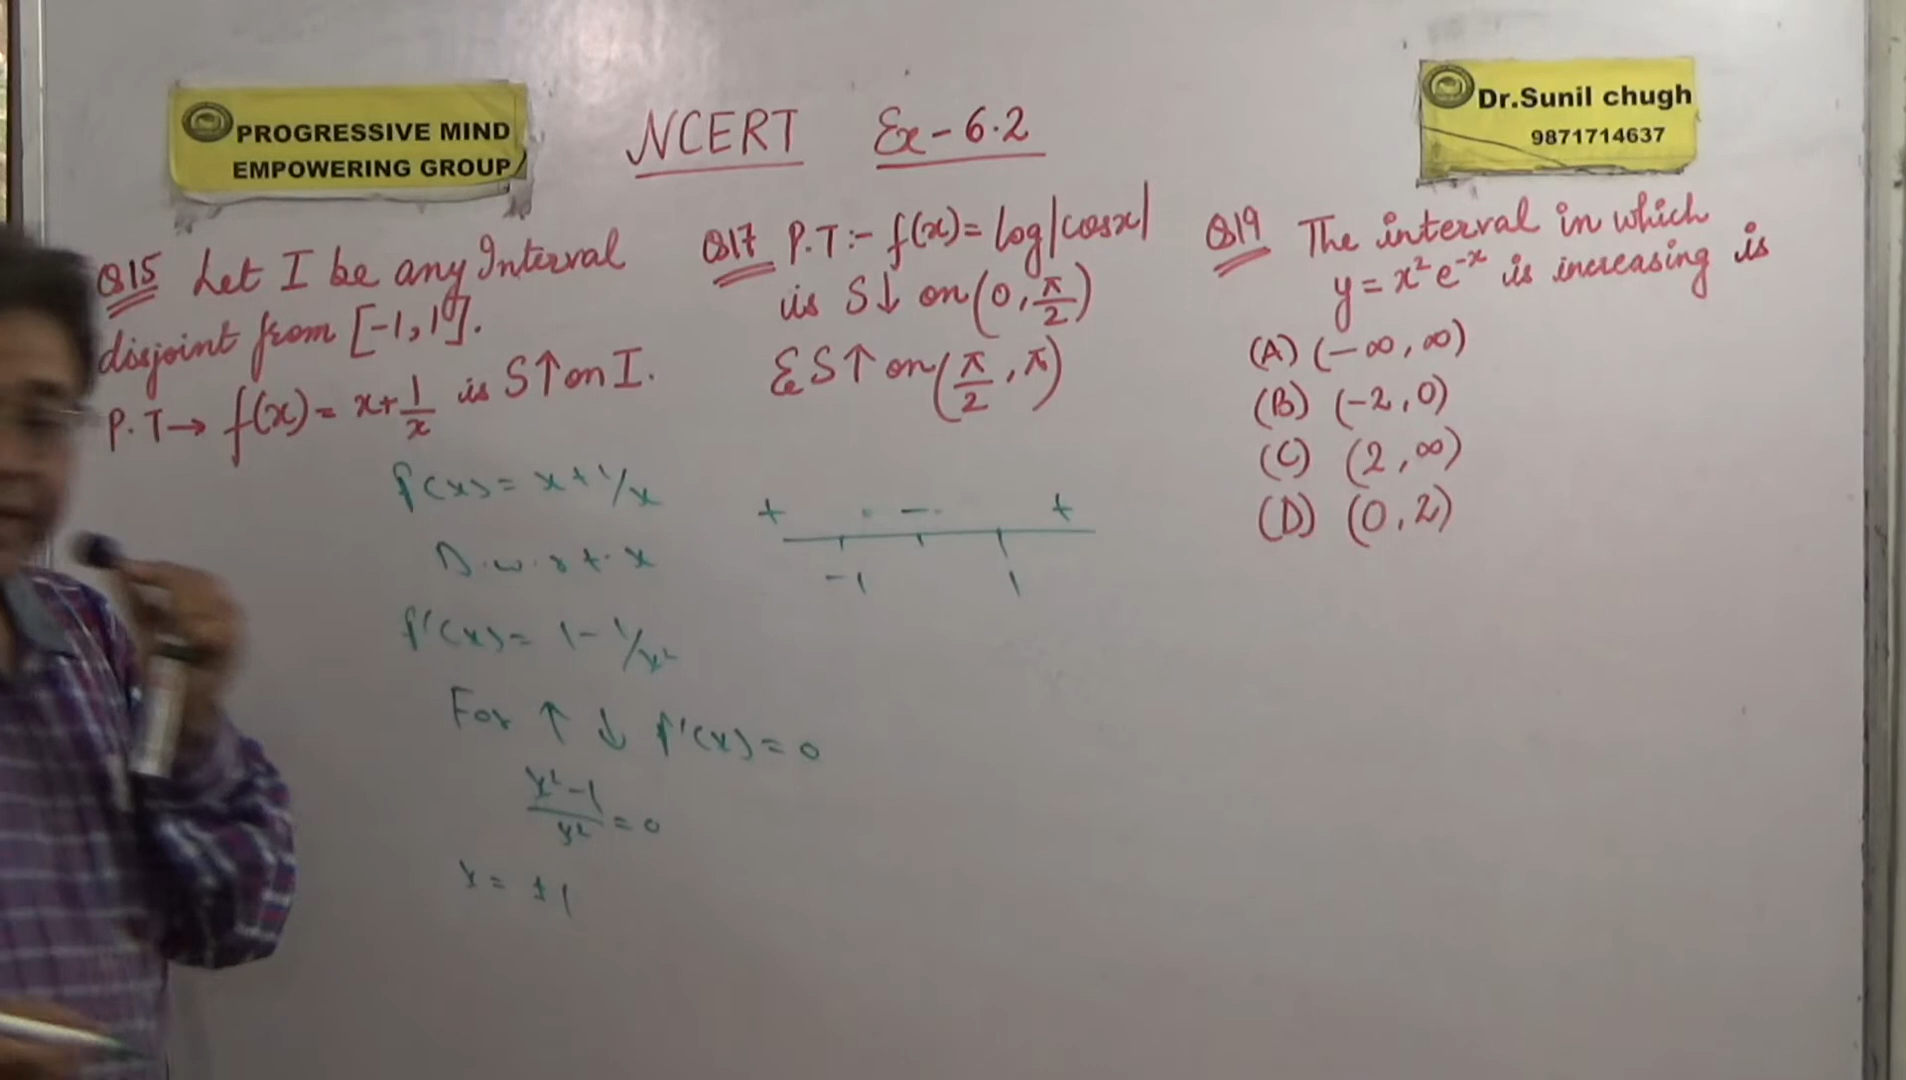 PROGRESSIVE MIND
EMPOWERING GROUP
NCERT Ex-6.2
Dr.Sunil chugh
9871714637
Q15 Let I be any Interval
disjoint from [-1,1].
P.T→ f(x) = x+1/x is S↑ on I.
f(x) = x+1/x
D.w.r.t. x
f'(x) = 1-1/x²
For ↑ ↓ f'(x) = 0
x²-1/x² = 0
x = ±1
Q17 P.T:- f(x) = log|cosx|
is S↓ on (0, π/2)
& S↑ on (π/2, π)
+ - +
-1 1
Q19 The interval in which
y = x² e⁻ˣ is increasing is
(A) (-∞, ∞)
(B) (-2, 0)
(C) (2, ∞)
(D) (0, 2)